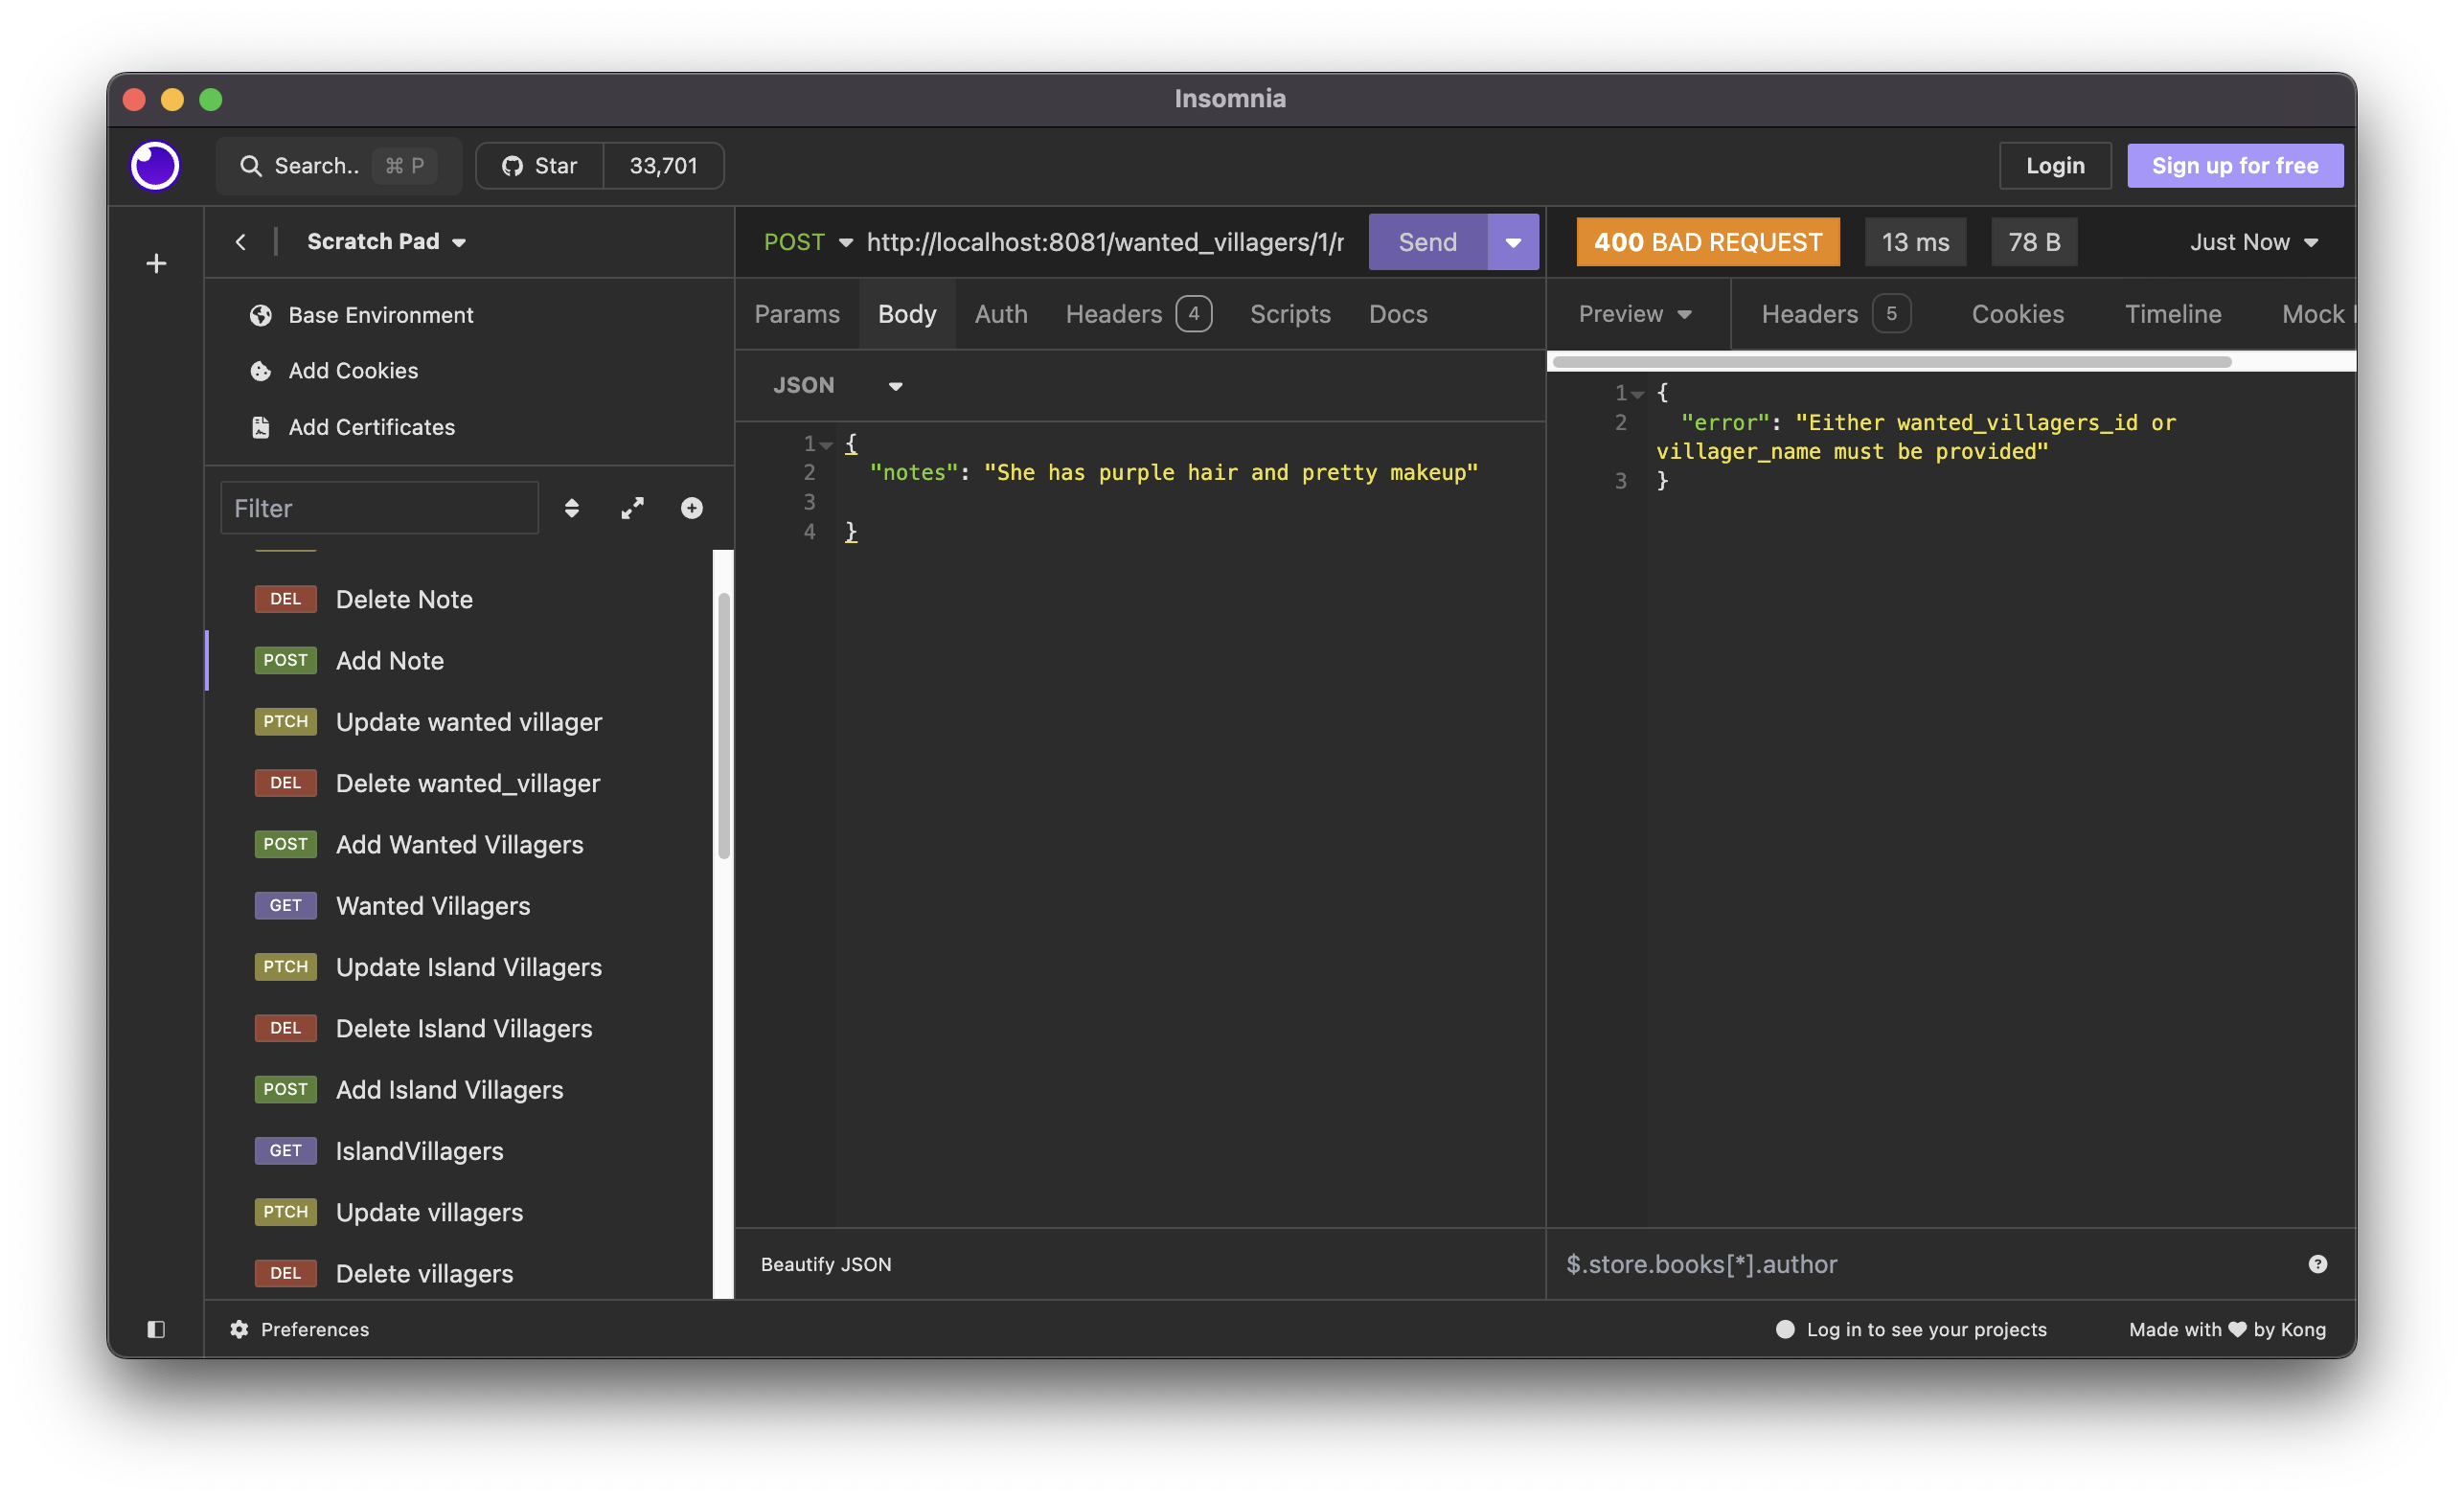 Insomnia
Search.. ⌘ P
Star 33,701
Login
Sign up for free
Scratch Pad
Base Environment
Add Cookies
Add Certificates
Filter
DEL Delete Note
POST Add Note
PTCH Update wanted villager
DEL Delete wanted_villager
POST Add Wanted Villagers
GET Wanted Villagers
PTCH Update Island Villagers
DEL Delete Island Villagers
POST Add Island Villagers
GET IslandVillagers
PTCH Update villagers
DEL Delete villagers
POST http://localhost:8081/wanted_villagers/1/
Send
Params Body Auth Headers 4 Scripts Docs
JSON
1 {
2 "notes": "She has purple hair and pretty makeup"
3
4 }
Beautify JSON
400 BAD REQUEST 13 ms 78 B Just Now
Preview Headers 5 Cookies Timeline Mock
1 {
2 "error": "Either wanted_villagers_id or
villager_name must be provided"
3 }
$.store.books[*].author
Preferences
Log in to see your projects
Made with ♥ by Kong